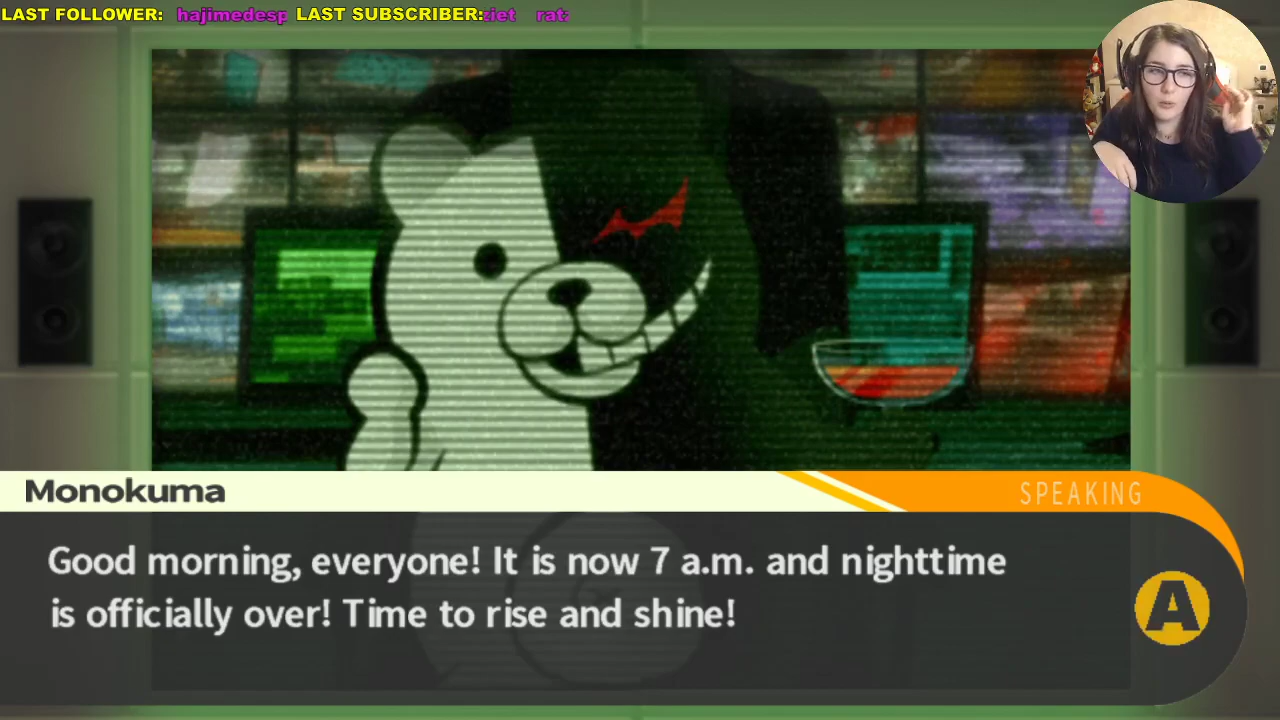 LAST FOLLOWER: hajimedesp LAST SUBSCRIBER: ziet rat
Monokuma
SPEAKING
Good morning, everyone! It is now 7 a.m. and nighttime
is officially over! Time to rise and shine!
A